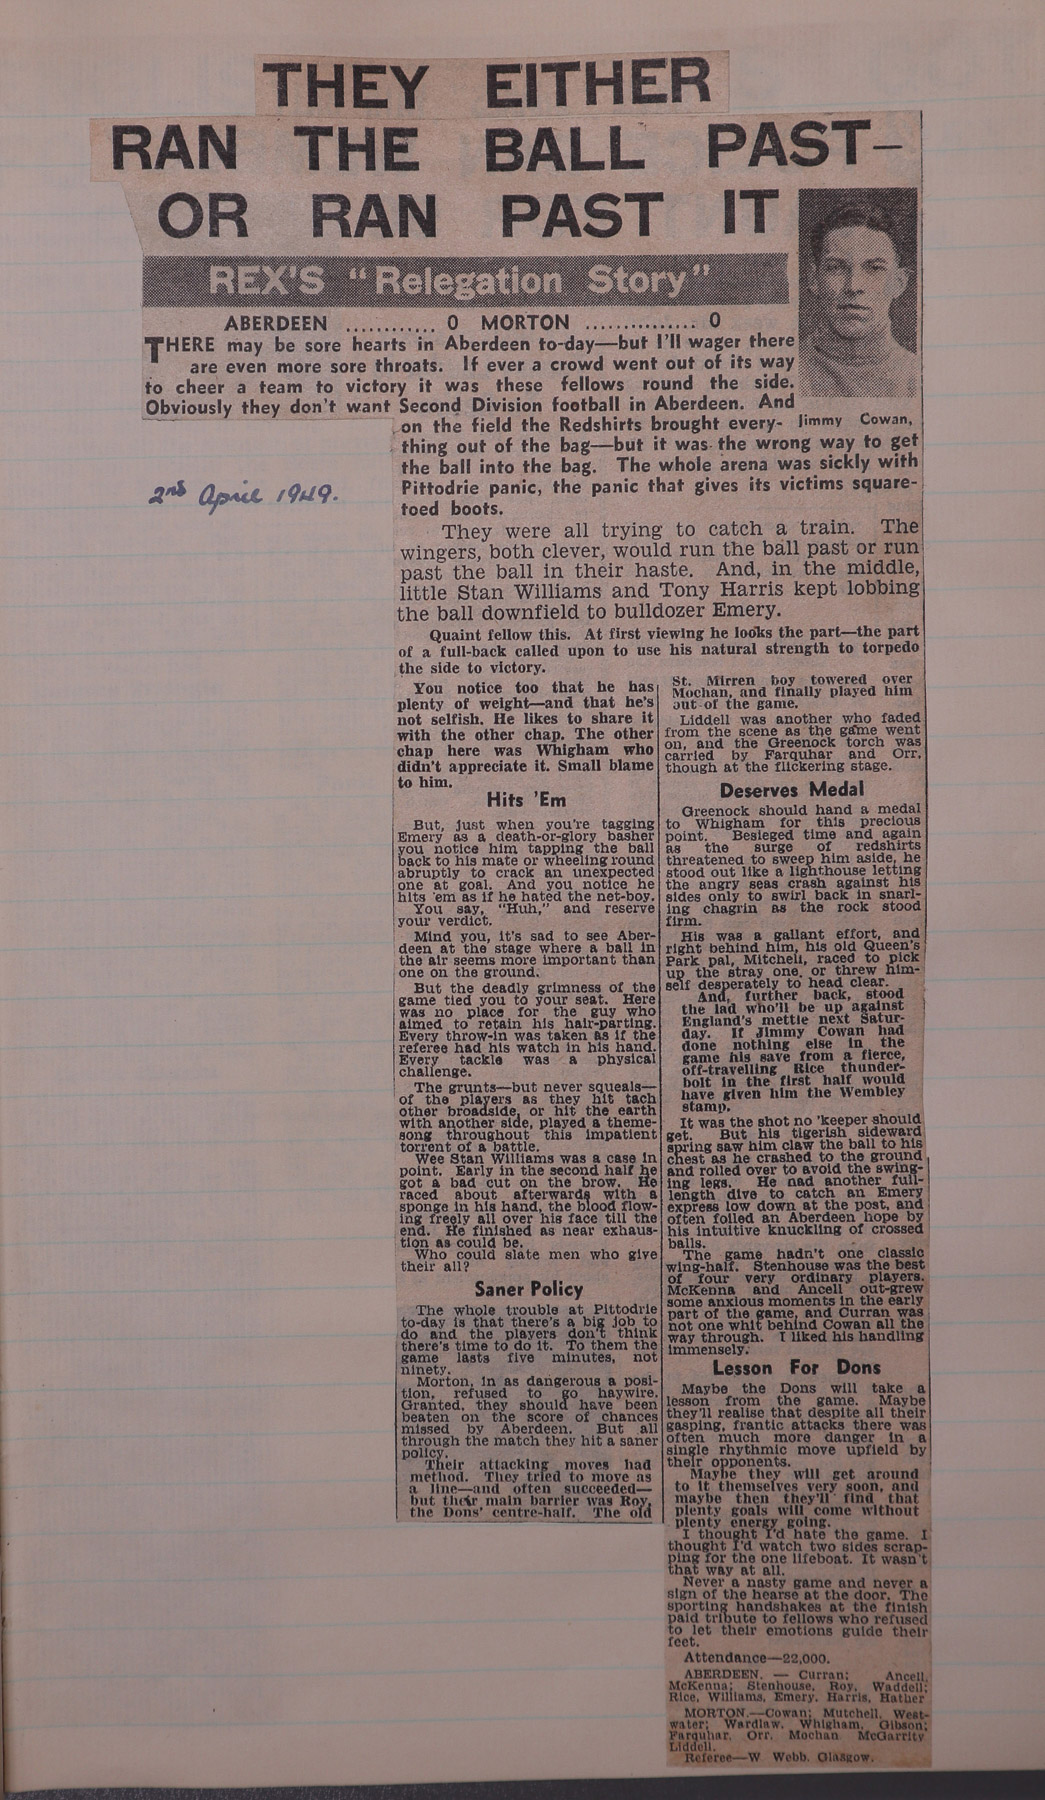 THEY EITHER
RAN THE BALL PAST—
OR RAN PAST IT
REX'S "Relegation Story"
ABERDEEN ............ 0 MORTON ............... 0
THERE may be sore hearts in Aberdeen to-day—but I'll wager there
are even more sore throats. If ever a crowd went out of its way
to cheer a team to victory it was these fellows round the side.
Obviously they don't want Second Division football in Aberdeen. And
on the field the Redshirts brought every-
thing out of the bag—but it was the wrong way to get
the ball into the bag. The whole arena was sickly with
Pittodrie panic, the panic that gives its victims square-
toed boots.
Jimmy Cowan,
2nd April 1949.
They were all trying to catch a train. The
wingers, both clever, would run the ball past or run
past the ball in their haste. And, in the middle,
little Stan Williams and Tony Harris kept lobbing
the ball downfield to bulldozer Emery.
Quaint fellow this. At first viewing he looks the part—the part
of a full-back called upon to use his natural strength to torpedo
the side to victory.
You notice too that he has
plenty of weight—and that he's
not selfish. He likes to share it
with the other chap. The other
chap here was Whigham who
didn't appreciate it. Small blame
to him.
Hits 'Em
But, just when you're tagging
Emery as a death-or-glory basher
you notice him tapping the ball
back to his mate or wheeling round
abruptly to crack an unexpected
one at goal. And you notice he
hits 'em as if he hated the net-boy.
You say, "Huh," and reserve
your verdict.
Mind you, it's sad to see Aber-
deen at the stage where a ball in
the air seems more important than
one on the ground.
But the deadly grimness of the
game tied you to your seat. Here
was no place for the guy who
aimed to retain his hair-parting.
Every throw-in was taken as if the
referee had his watch in his hand.
Every tackle was a physical
challenge.
The grunts—but never squeals—
of the players as they hit tach
other broadside, or hit the earth
with another side, played a theme-
song throughout this impatient
torrent of a battle.
Wee Stan Williams was a case in
point. Early in the second half he
got a bad cut on the brow. He
raced about afterwards with a
sponge in his hand, the blood flow-
ing freely all over his face till the
end. He finished as near exhaus-
tion as could be.
Who could slate men who give
their all?
Saner Policy
The whole trouble at Pittodrie
to-day is that there's a big job to
do and the players don't think
there's time to do it. To them the
game lasts five minutes, not
ninety.
Morton, in as dangerous a posi-
tion, refused to go haywire.
Granted, they should have been
beaten on the score of chances
missed by Aberdeen. But all
through the match they hit a saner
policy.
Their attacking moves had
method. They tried to move as
a line—and often succeeded—
but their main barrier was Roy,
the Dons' centre-half. The old
St. Mirren boy towered over
Mochan, and finally played him
out of the game.
Liddell was another who faded
from the scene as the game went
on, and the Greenock torch was
carried by Farquhar and Orr,
though at the flickering stage.
Deserves Medal
Greenock should hand a medal
to Whigham for this precious
point. Besieged time and again
as the surge of redshirts
threatened to sweep him aside, he
stood out like a lighthouse letting
the angry seas crash against his
sides only to swirl back in snarl-
ing chagrin as the rock stood
firm.
His was a gallant effort, and
right behind him, his old Queen's
Park pal, Mitchell, raced to pick
up the stray one, or threw him-
self desperately to head clear.
And, further back, stood
the lad who'll be up against
England's mettle next Satur-
day. If Jimmy Cowan had
done nothing else in the
game his save from a fierce,
off-travelling Rice thunder-
bolt in the first half would
have given him the Wembley
stamp.
It was the shot no 'keeper should
get. But his tigerish sideward
spring saw him claw the ball to his
chest as he crashed to the ground
and rolled over to avoid the swing-
ing legs. He had another full-
length dive to catch an Emery
express low down at the post, and
often foiled an Aberdeen hope by
his intuitive knuckling of crossed
balls.
The game hadn't one classic
wing-half. Stenhouse was the best
of four very ordinary players.
McKenna and Ancell out-grew
some anxious moments in the early
part of the game, and Curran was
not one whit behind Cowan all the
way through. I liked his handling
immensely.
Lesson For Dons
Maybe the Dons will take a
lesson from the game. Maybe
they'll realise that despite all their
gasping, frantic attacks there was
often much more danger in a
single rhythmic move upfield by
their opponents.
Maybe they will get around
to it themselves very soon, and
maybe then they'll find that
plenty goals will come without
plenty energy going.
I thought I'd hate the game. I
thought I'd watch two sides scrap-
ping for the one lifeboat. It wasn't
that way at all.
Never a nasty game and never a
sign of the hearse at the door. The
sporting handshakes at the finish
paid tribute to fellows who refused
to let their emotions guide their
feet.
Attendance—22,000.
ABERDEEN. — Curran; Ancell,
McKenna; Stenhouse, Roy, Waddell;
Rice, Williams, Emery, Harris, Hather
MORTON.—Cowan; Mutchell, West-
water; Wardlaw, Whigham, Gibson;
Farquhar, Orr, Mochan McGarrity
Liddell.
Referee—W Webb, Glasgow.